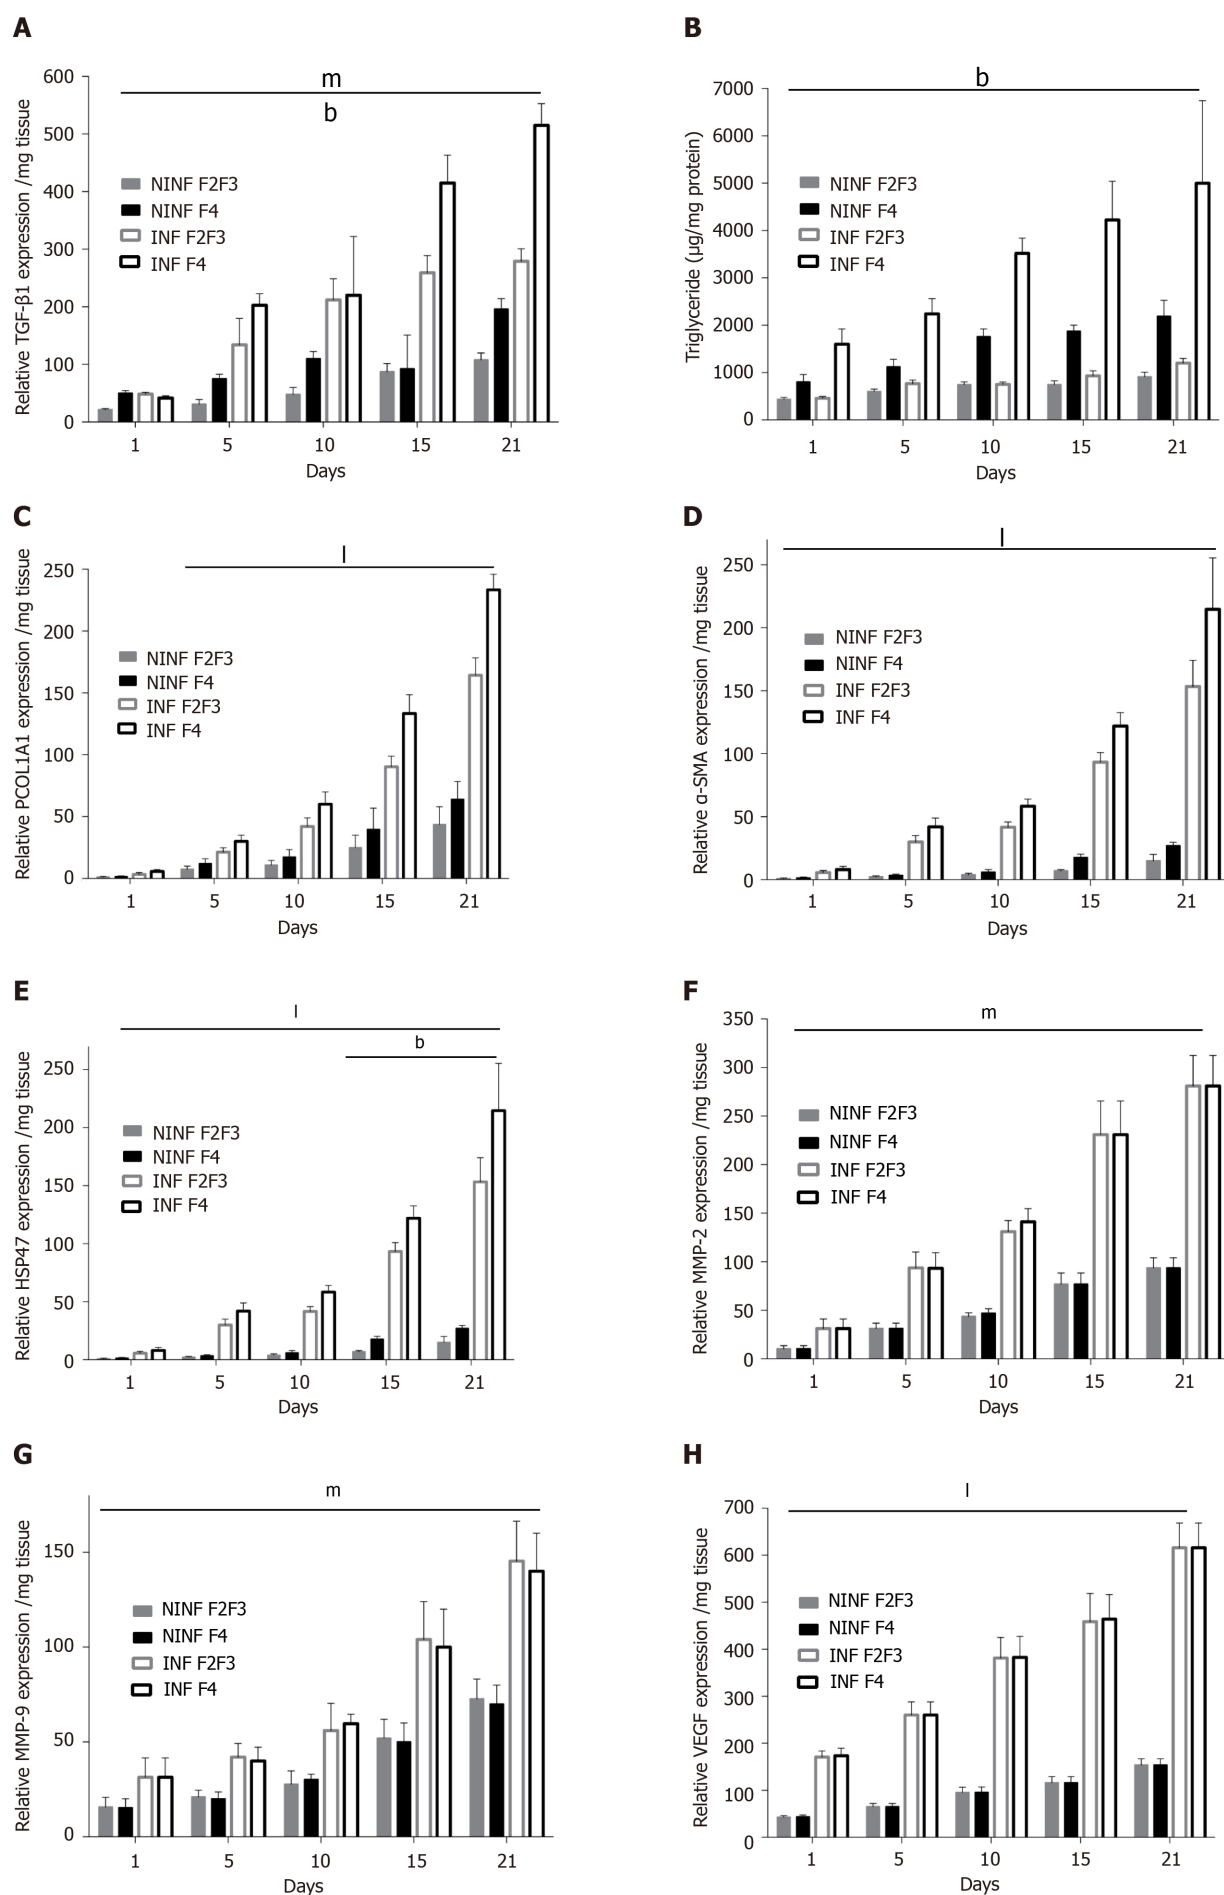 A
Relative TGF-β1 expression /mg tissue
600
500
400
300
200
100
0
m
b
NINF F2F3
NINF F4
INF F2F3
INF F4
1 5 10 15 21
Days
B
Triglyceride (μg/mg protein)
7000
6000
5000
4000
3000
2000
1000
0
b
NINF F2F3
NINF F4
INF F2F3
INF F4
1 5 10 15 21
Days
C
Relative PCOL1A1 expression /mg tissue
250
200
150
100
50
0
l
NINF F2F3
NINF F4
INF F2F3
INF F4
1 5 10 15 21
Days
D
Relative α-SMA expression /mg tissue
250
200
150
100
50
0
l
NINF F2F3
NINF F4
INF F2F3
INF F4
1 5 10 15 21
Days
E
Relative HSP47 expression /mg tissue
250
200
150
100
50
0
l
b
NINF F2F3
NINF F4
INF F2F3
INF F4
1 5 10 15 21
Days
F
Relative MMP-2 expression /mg tissue
350
300
250
200
150
100
50
0
m
NINF F2F3
NINF F4
INF F2F3
INF F4
1 5 10 15 21
Days
G
Relative MMP-9 expression /mg tissue
150
100
50
0
m
NINF F2F3
NINF F4
INF F2F3
INF F4
1 5 10 15 21
Days
H
Relative VEGF expression /mg tissue
700
600
500
400
300
200
100
0
l
NINF F2F3
NINF F4
INF F2F3
INF F4
1 5 10 15 21
Days